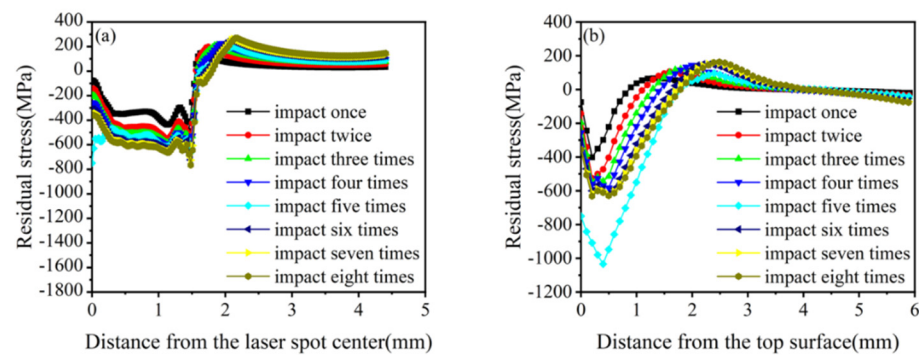 (a)
Residual stress(MPa)
400
200
0
-200
-400
-600
-800
-1000
-1200
-1400
-1600
-1800
impact once
impact twice
impact three times
impact four times
impact five times
impact six times
impact seven times
impact eight times
0 1 2 3 4 5
Distance from the laser spot center(mm)
(b)
Residual stress(MPa)
400
200
0
-200
-400
-600
-800
-1000
-1200
impact once
impact twice
impact three times
impact four times
impact five times
impact six times
impact seven times
impact eight times
0 1 2 3 4 5 6
Distance from the top surface(mm)